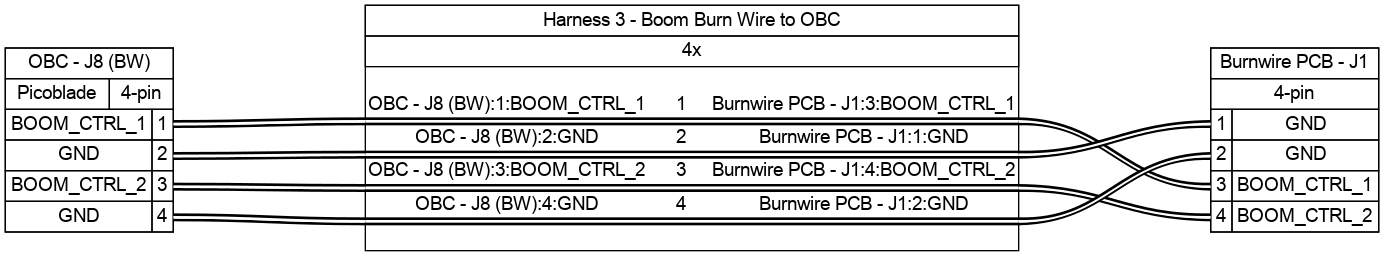 Harness 3 - Boom Burn Wire to OBC
4x
OBC - J8 (BW)
Picoblade 4-pin
BOOM_CTRL_1 1
GND 2
BOOM_CTRL_2 3
GND 4
OBC - J8 (BW):1:BOOM_CTRL_1 1 Burnwire PCB - J1:3:BOOM_CTRL_1
OBC - J8 (BW):2:GND 2 Burnwire PCB - J1:1:GND
OBC - J8 (BW):3:BOOM_CTRL_2 3 Burnwire PCB - J1:4:BOOM_CTRL_2
OBC - J8 (BW):4:GND 4 Burnwire PCB - J1:2:GND
Burnwire PCB - J1
4-pin
1 GND
2 GND
3 BOOM_CTRL_1
4 BOOM_CTRL_2